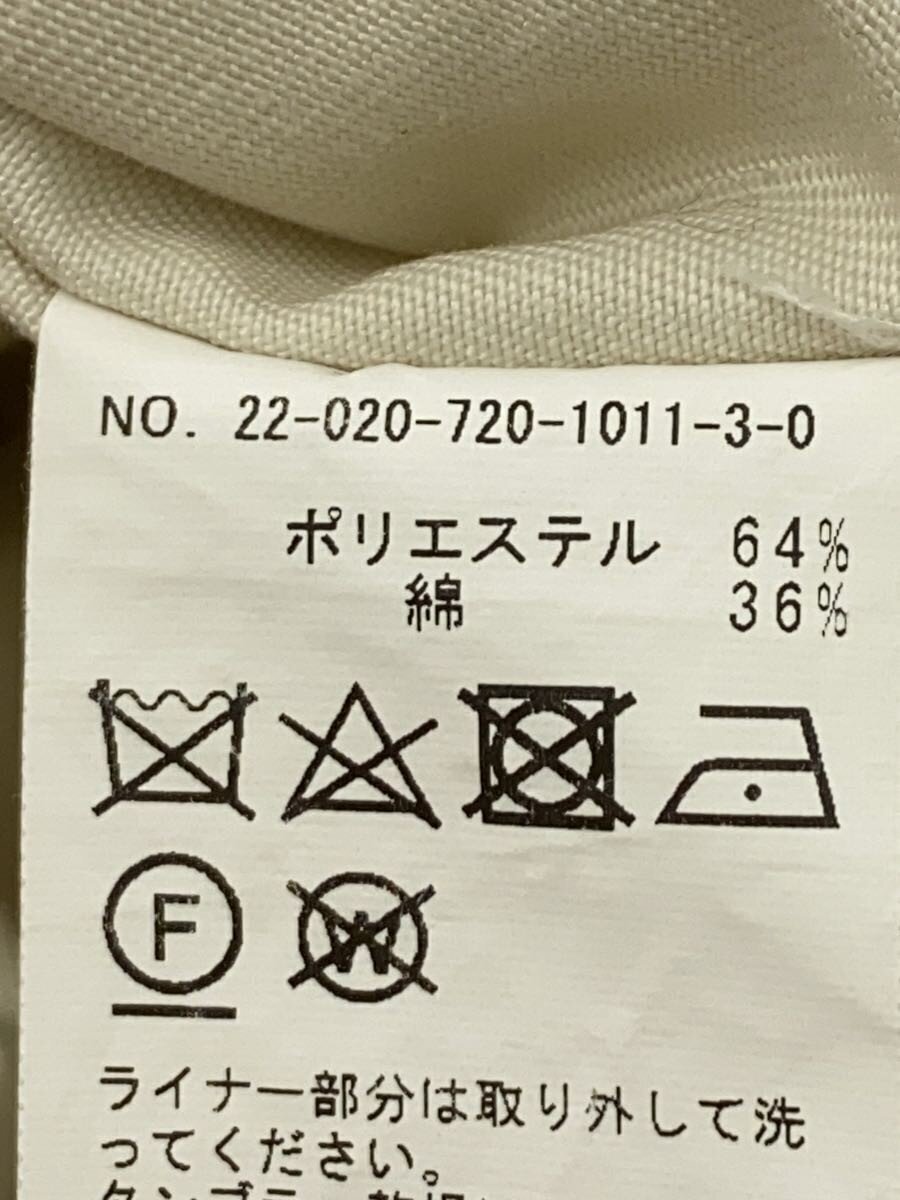 NO. 22-020-720-1011-3-0
ポリエステル 64%
綿 36%
F
W
ライナー部分は取り外して洗
ってください。